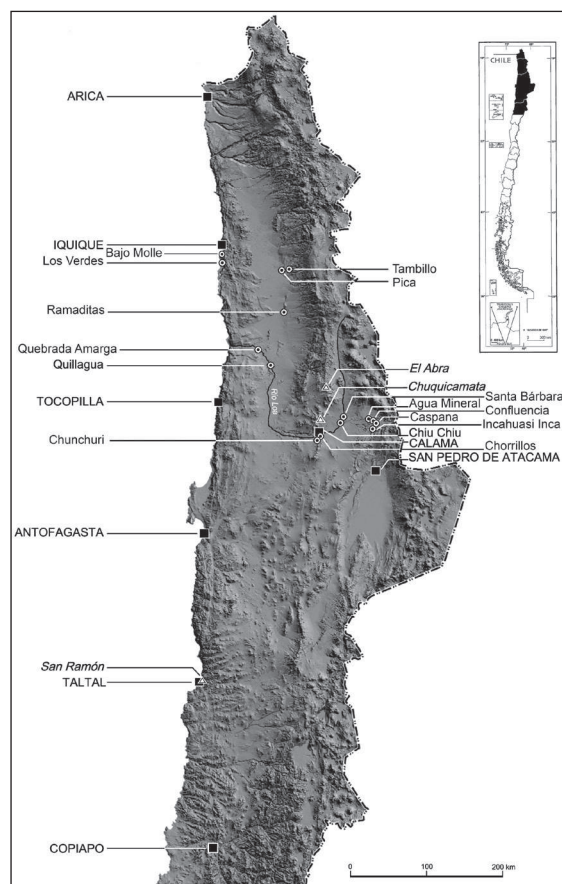 CHILE
ARICA
IQUIQUE
Bajo Molle
Los Verdes
Tambillo
Pica
Ramaditas
Quebrada Amarga
Quillagua
El Abra
Chuquicamata
Santa Bárbara
Agua Mineral
Confluencia
TOCOPILLA
Río Loa
Caspana
Incahuasi Inca
Chiu Chiu
Chunchuri
CALAMA
Chorrillos
SAN PEDRO DE ATACAMA
ANTOFAGASTA
San Ramón
TALTAL
COPIAPO
0 100 200 km